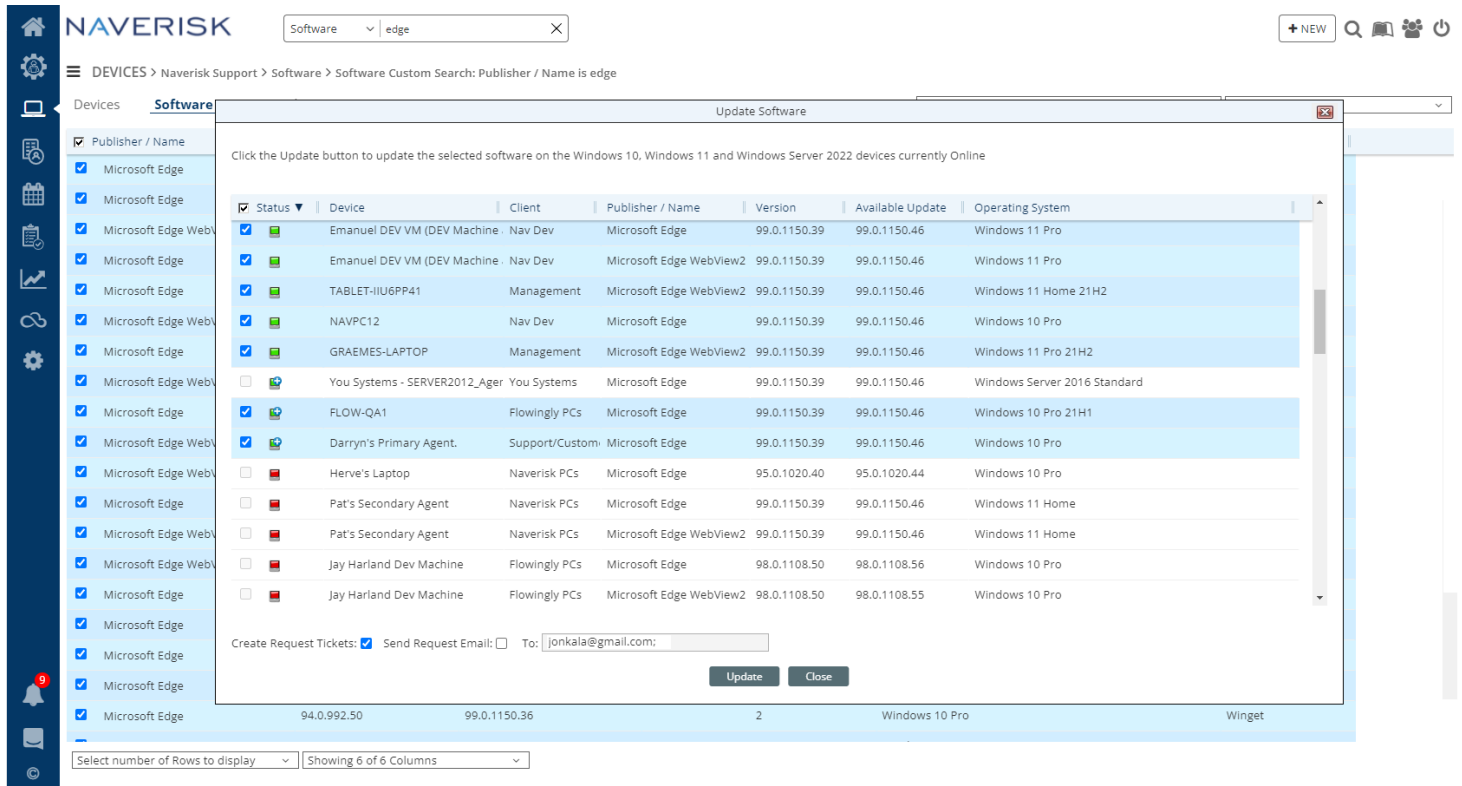 NAVERISK Software edge + NEW
DEVICES > Naverisk Support > Software > Software Custom Search: Publisher / Name is edge
Devices Software
Update Software
Publisher / Name
Click the Update button to update the selected software on the Windows 10, Windows 11 and Windows Server 2022 devices currently Online
Microsoft Edge
Microsoft Edge
Microsoft Edge WebV
Microsoft Edge
Microsoft Edge
Microsoft Edge WebV
Microsoft Edge
Microsoft Edge WebV
Microsoft Edge
Microsoft Edge WebV
Microsoft Edge WebV
Microsoft Edge
Microsoft Edge WebV
Microsoft Edge WebV
Microsoft Edge
Microsoft Edge
Microsoft Edge
Microsoft Edge
Status ▼ Device Client Publisher / Name Version Available Update Operating System
Emanuel DEV VM (DEV Machine Nav Dev Microsoft Edge 99.0.1150.39 99.0.1150.46 Windows 11 Pro
Emanuel DEV VM (DEV Machine Nav Dev Microsoft Edge WebView2 99.0.1150.39 99.0.1150.46 Windows 11 Pro
TABLET-IIU6PP41 Management Microsoft Edge WebView2 99.0.1150.39 99.0.1150.46 Windows 11 Home 21H2
NAVPC12 Nav Dev Microsoft Edge 99.0.1150.39 99.0.1150.46 Windows 10 Pro
GRAEMES-LAPTOP Management Microsoft Edge WebView2 99.0.1150.39 99.0.1150.46 Windows 11 Pro 21H2
You Systems - SERVER2012_Ager You Systems Microsoft Edge 99.0.1150.39 99.0.1150.46 Windows Server 2016 Standard
FLOW-QA1 Flowingly PCs Microsoft Edge 99.0.1150.39 99.0.1150.46 Windows 10 Pro 21H1
Darryn's Primary Agent. Support/Custom Microsoft Edge 99.0.1150.39 99.0.1150.46 Windows 10 Pro
Herve's Laptop Naverisk PCs Microsoft Edge 95.0.1020.40 95.0.1020.44 Windows 10 Pro
Pat's Secondary Agent Naverisk PCs Microsoft Edge 99.0.1150.39 99.0.1150.46 Windows 11 Home
Pat's Secondary Agent Naverisk PCs Microsoft Edge WebView2 99.0.1150.39 99.0.1150.46 Windows 11 Home
Jay Harland Dev Machine Flowingly PCs Microsoft Edge 98.0.1108.50 98.0.1108.56 Windows 10 Pro
Jay Harland Dev Machine Flowingly PCs Microsoft Edge WebView2 98.0.1108.50 98.0.1108.55 Windows 10 Pro
Create Request Tickets: Send Request Email: To: jonkala@gmail.com;
Update Close
9
Microsoft Edge 94.0.992.50 99.0.1150.36 2 Windows 10 Pro Winget
Select number of Rows to display Showing 6 of 6 Columns
©